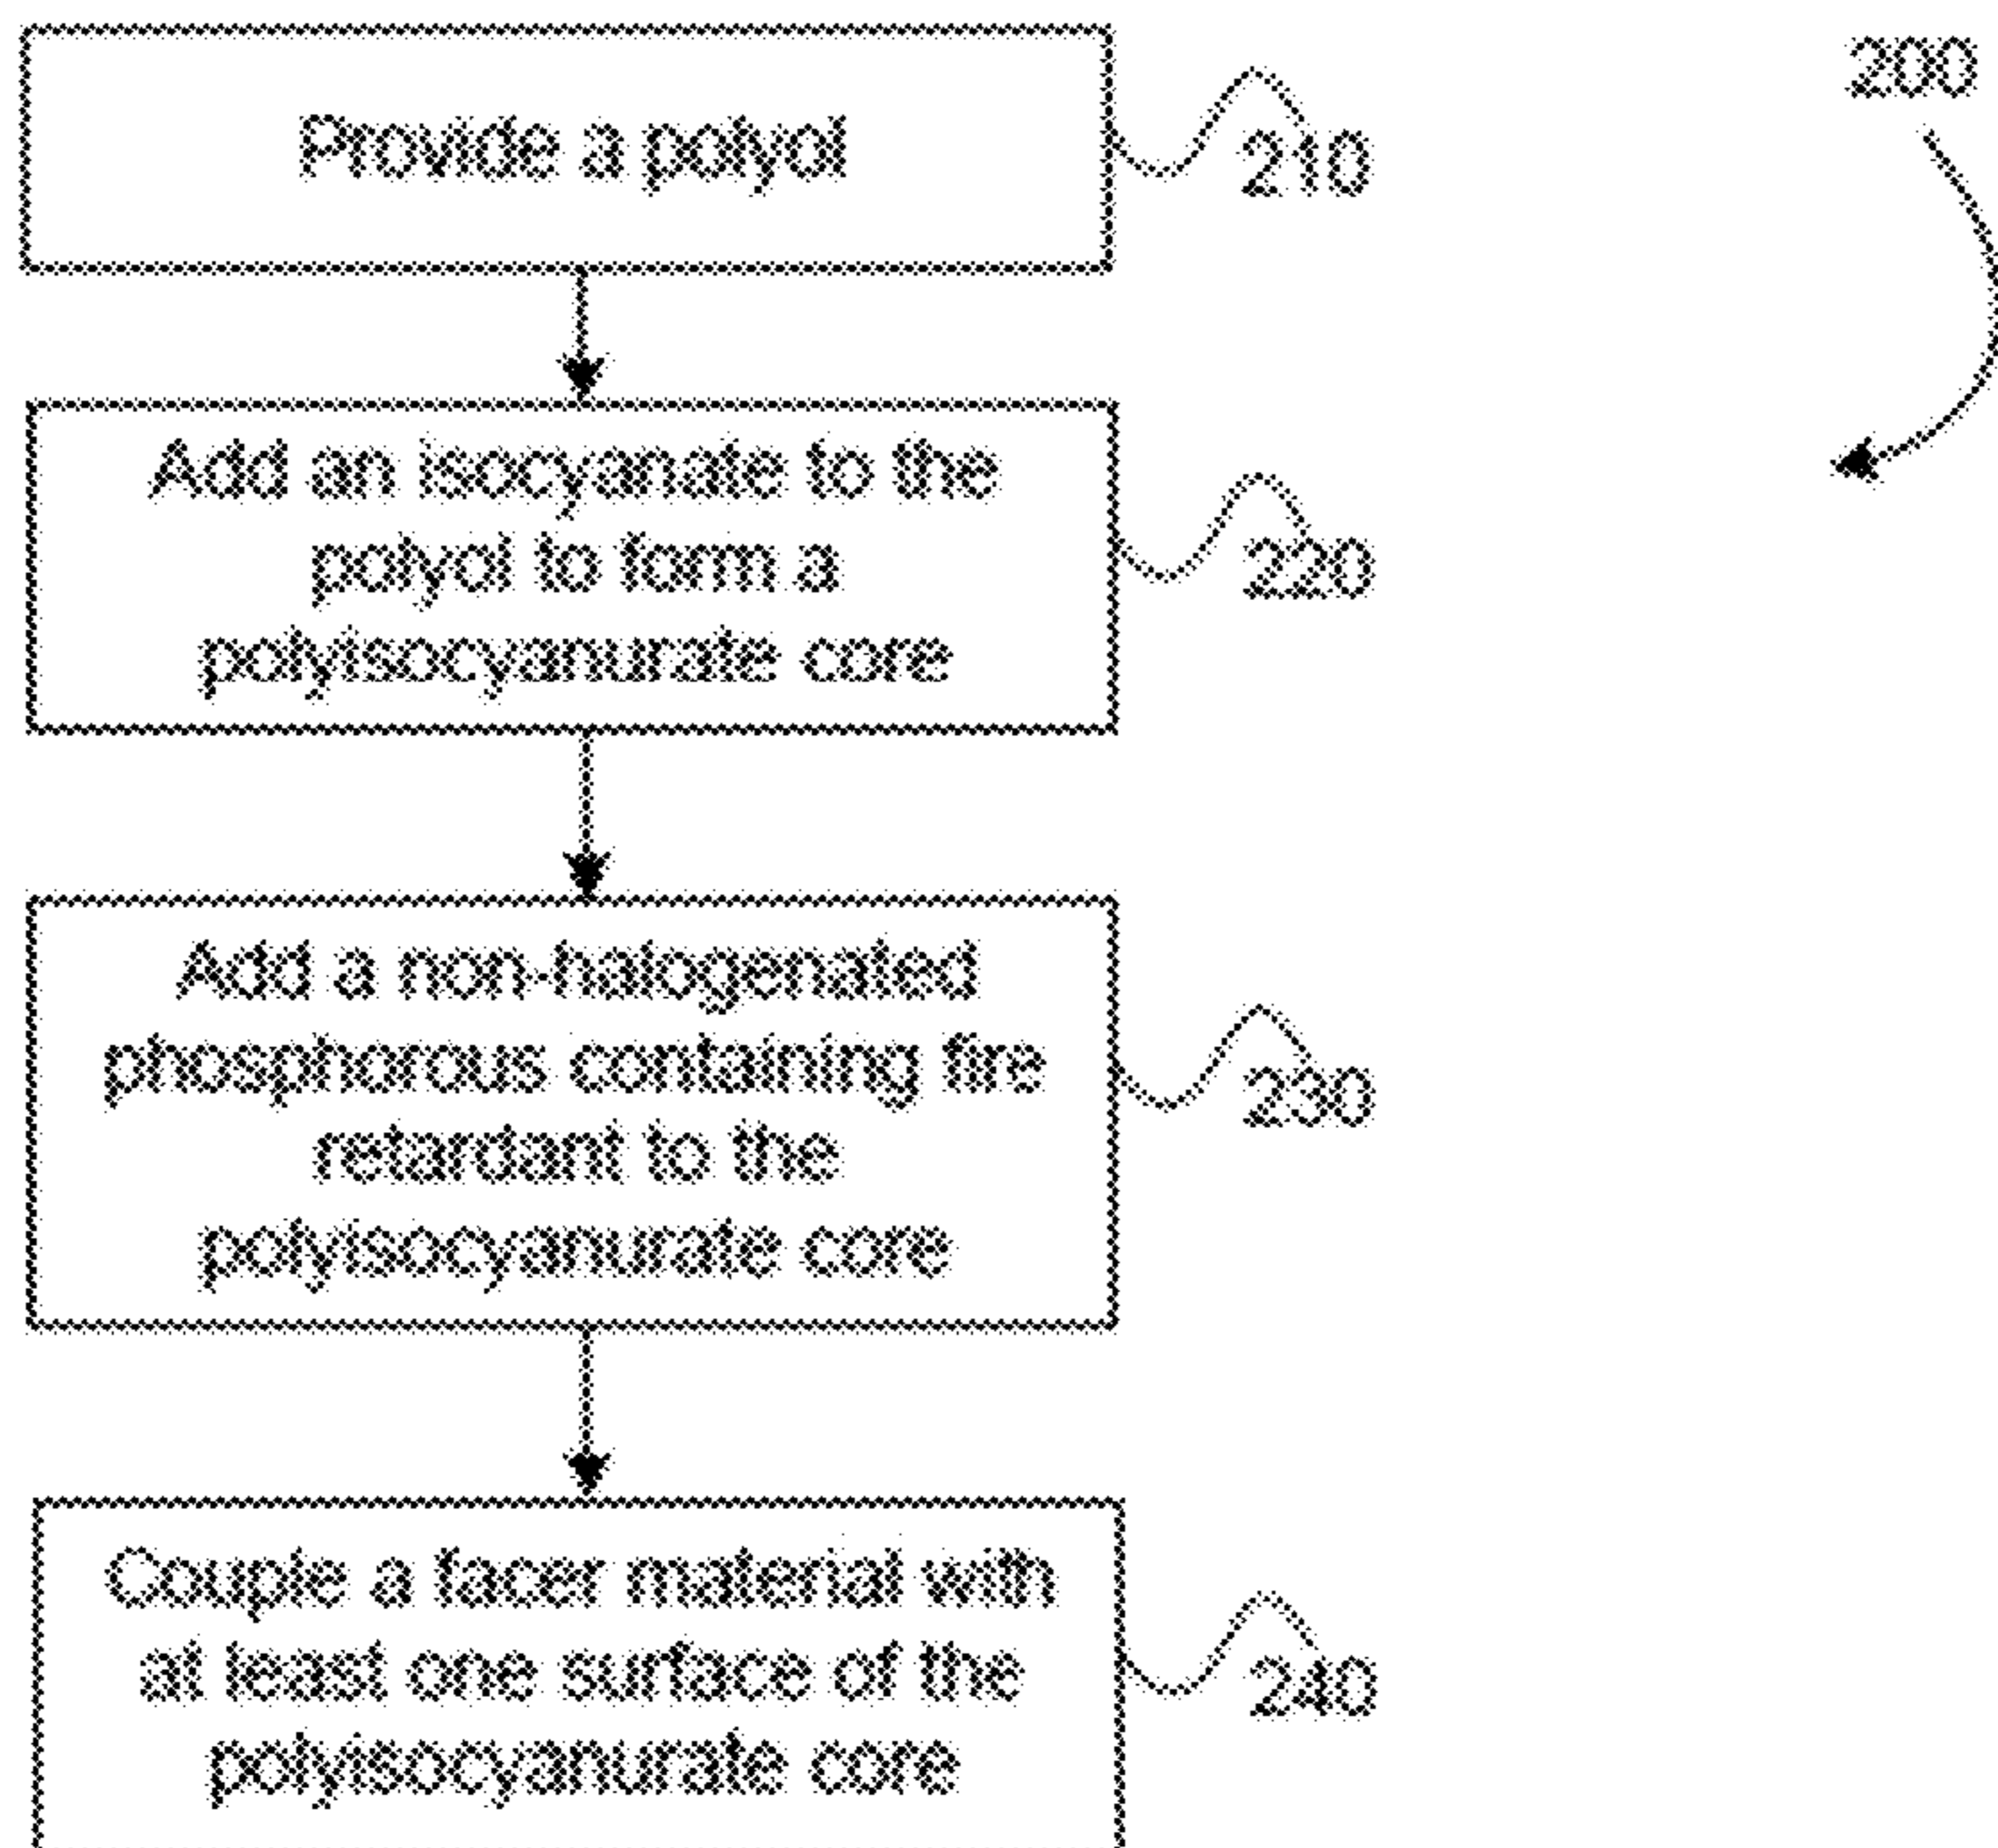 200
Provide a polyol
210
Add an isocyanate to the
polyol to form a
polyisocyanurate core
220
Add a non-halogenated
phosphorous containing fire
retardant to the
polyisocyanurate core
230
Couple a facer material with
at least one surface of the
polyisocyanurate core
240